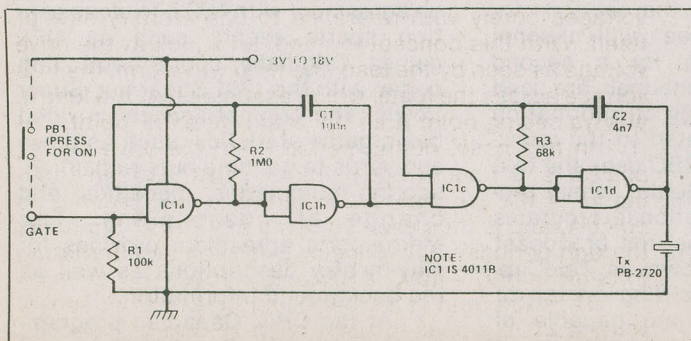 -3V TO 18V
PB1
(PRESS
FOR ON)
C1
100n
R2
1M0
C2
4n7
R3
68k
IC1a
IC1b
IC1c
IC1d
GATE
R1
100k
NOTE:
IC1 IS 4011B
Tx
PB-2720